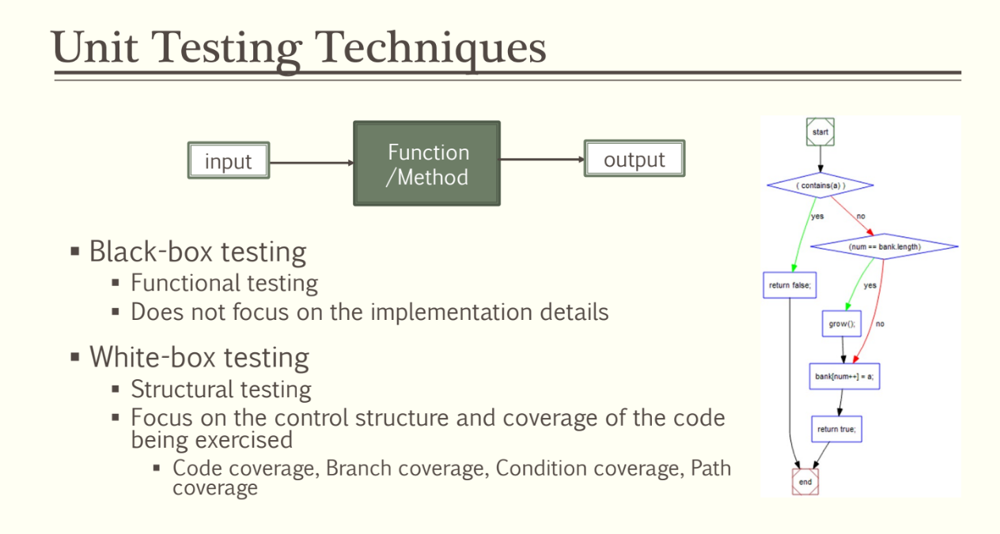 Unit Testing Techniques
input
Function
/Method
output
▪ Black-box testing
▪ Functional testing
▪ Does not focus on the implementation details
▪ White-box testing
▪ Structural testing
▪ Focus on the control structure and coverage of the code
being exercised
▪ Code coverage, Branch coverage, Condition coverage, Path
coverage
start
( contains(a) )
yes
no
(num == bank.length)
return false;
yes
grow();
no
bank[num++] = a;
return true;
end